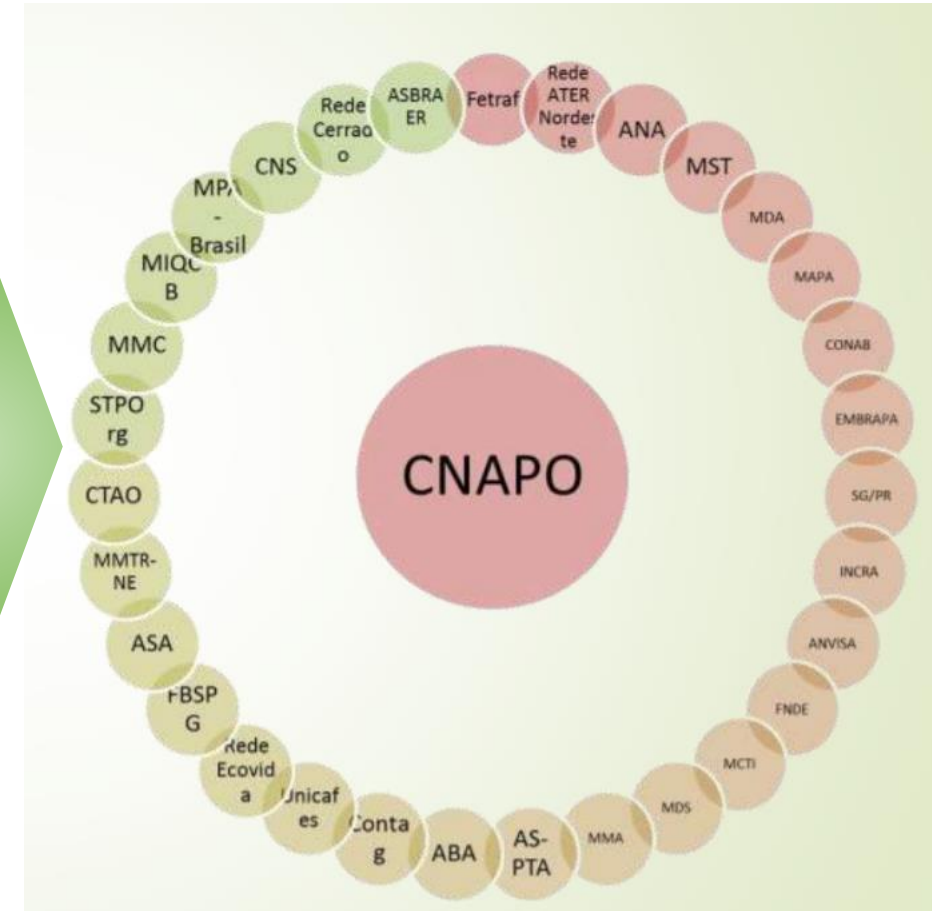 Fetraf
Rede
ATER
Nordes
te
ANA
MST
MDA
MAPA
CONAB
EMBRAPA
SG/PR
INCRA
ANVISA
FNDE
MCTI
MDS
MMA
AS-
PTA
ABA
Conta
g
Unicaf
es
Rede
Ecovid
a
FBSP
G
ASA
MMTR-
NE
CTAO
STPO
rg
MMC
MIQC
B
MPA
-
Brasil
CNS
Rede
Cerrad
o
ASBRA
ER
CNAPO